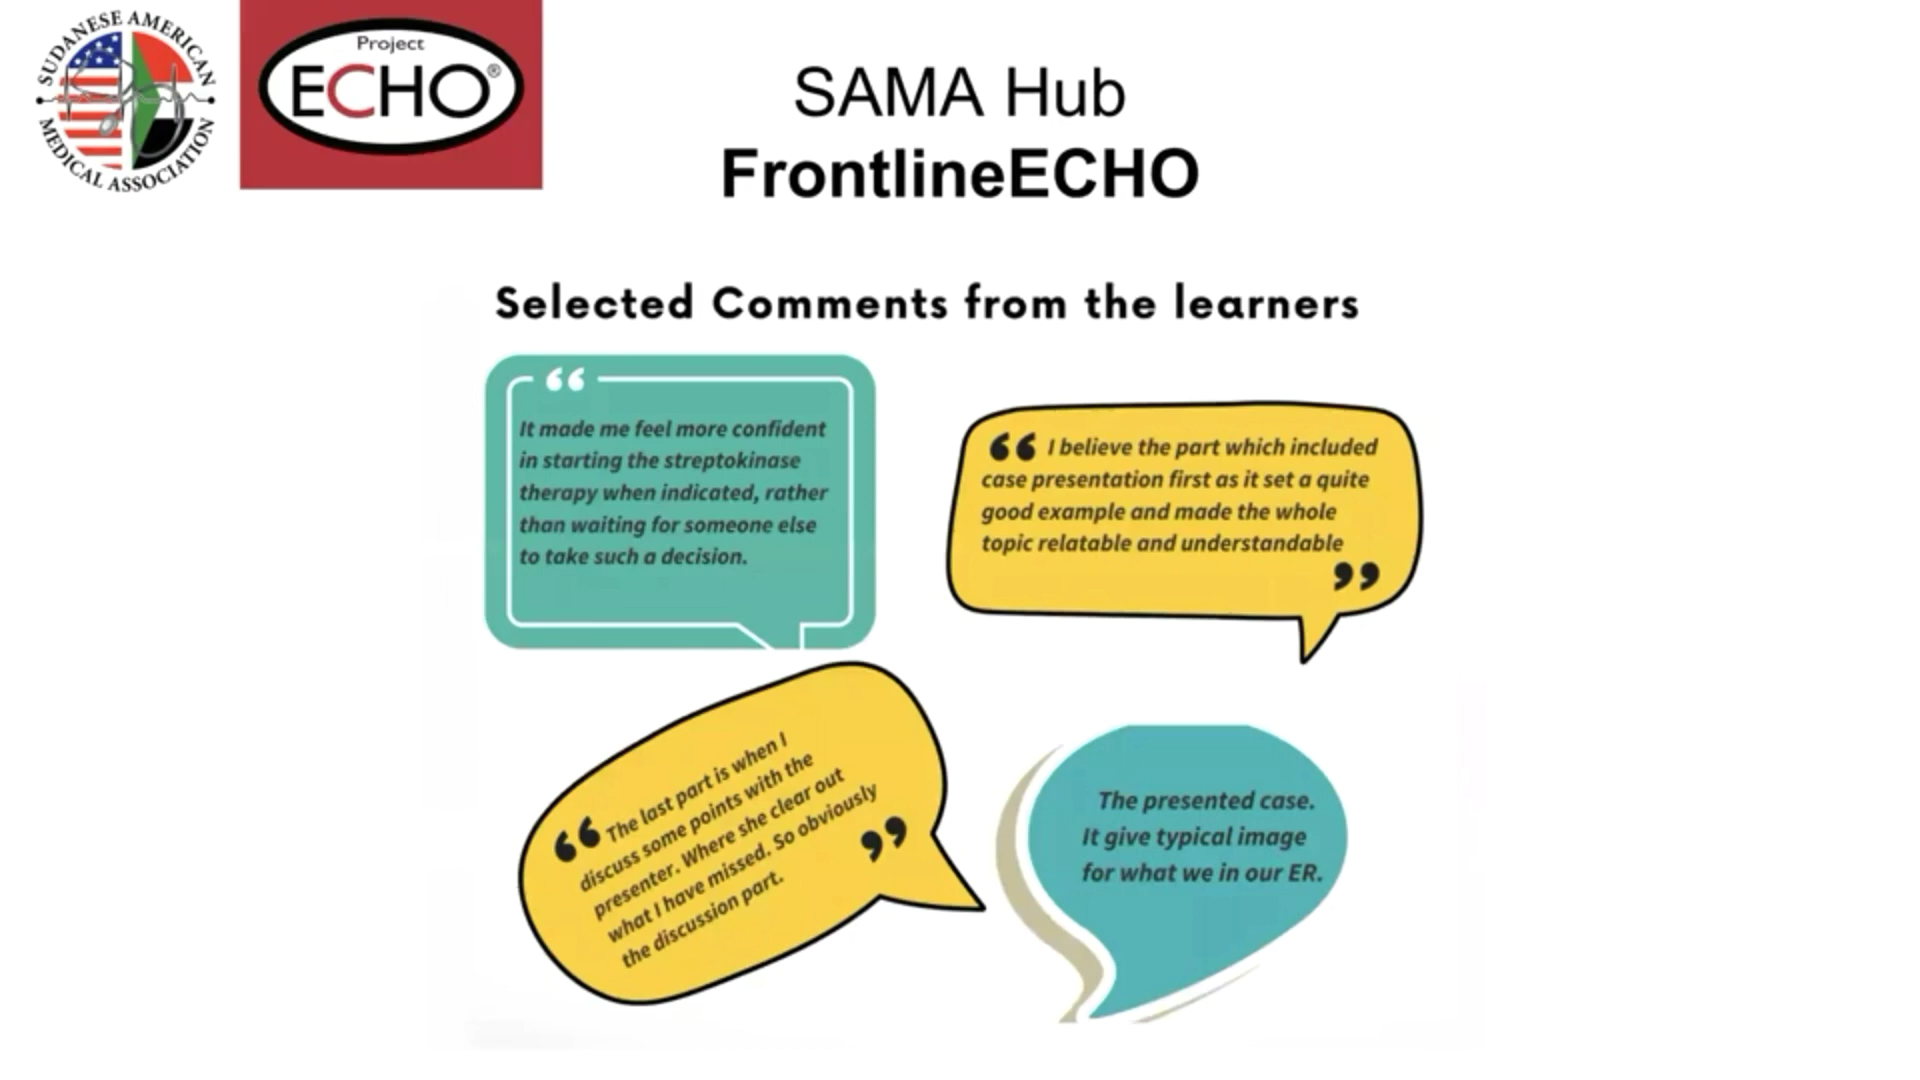 SUDANESE AMERICAN
MEDICAL ASSOCIATION
Project
ECHO®
SAMA Hub
FrontlineECHO
Selected Comments from the learners
“
It made me feel more confident
in starting the streptokinase
therapy when indicated, rather
than waiting for someone else
to take such a decision.
“ I believe the part which included
case presentation first as it set a quite
good example and made the whole
topic relatable and understandable
”
“ The last part is when I
discuss some points with the
presenter. Where she clear out
what I have missed. So obviously
the discussion part. ”
The presented case.
It give typical image
for what we in our ER.